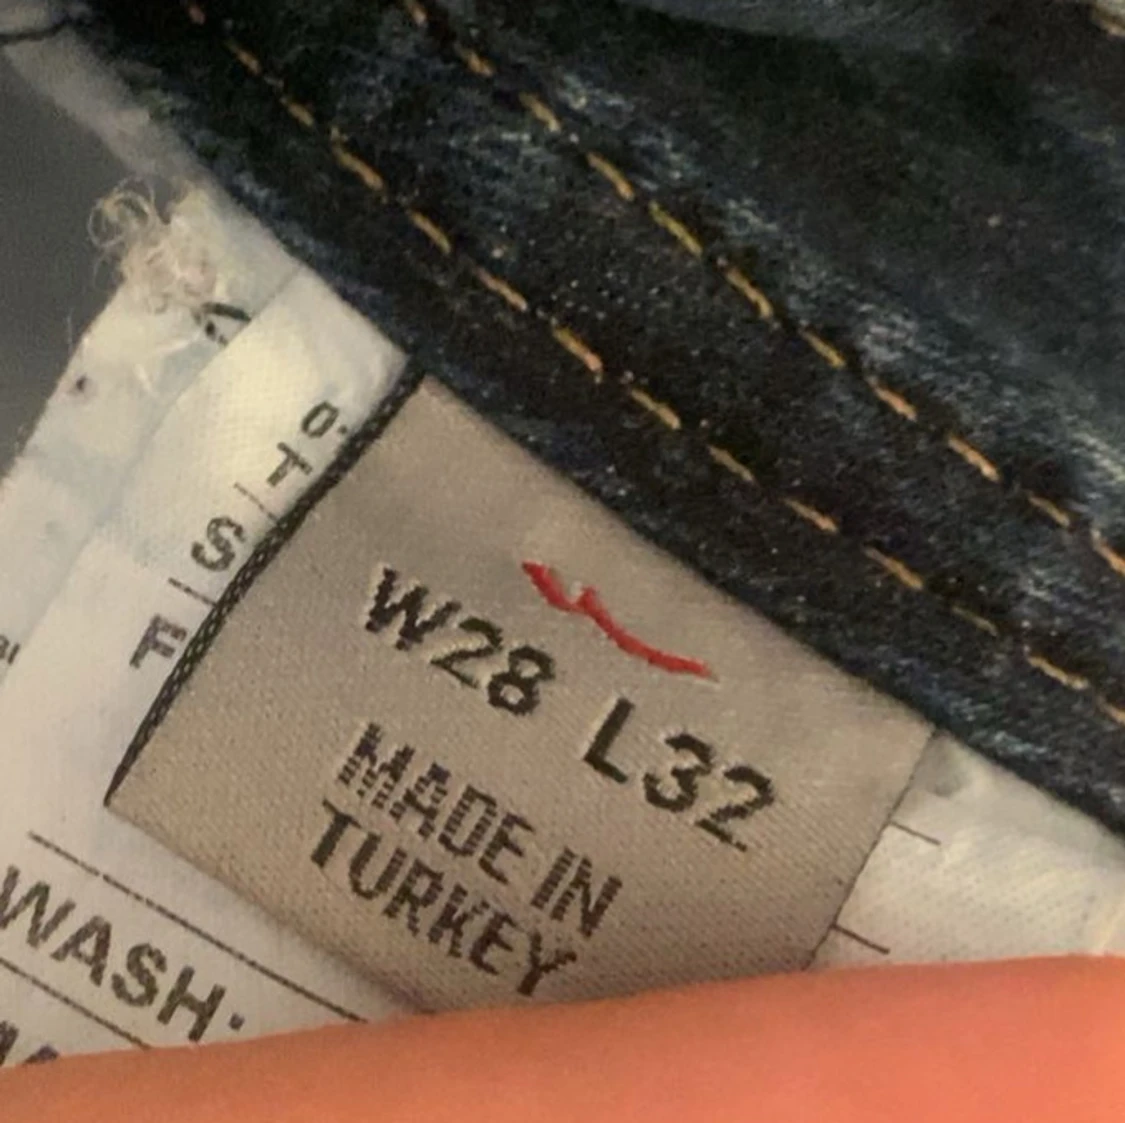 W28 L32
MADE IN
TURKEY
WASH·
O.
T
S
F